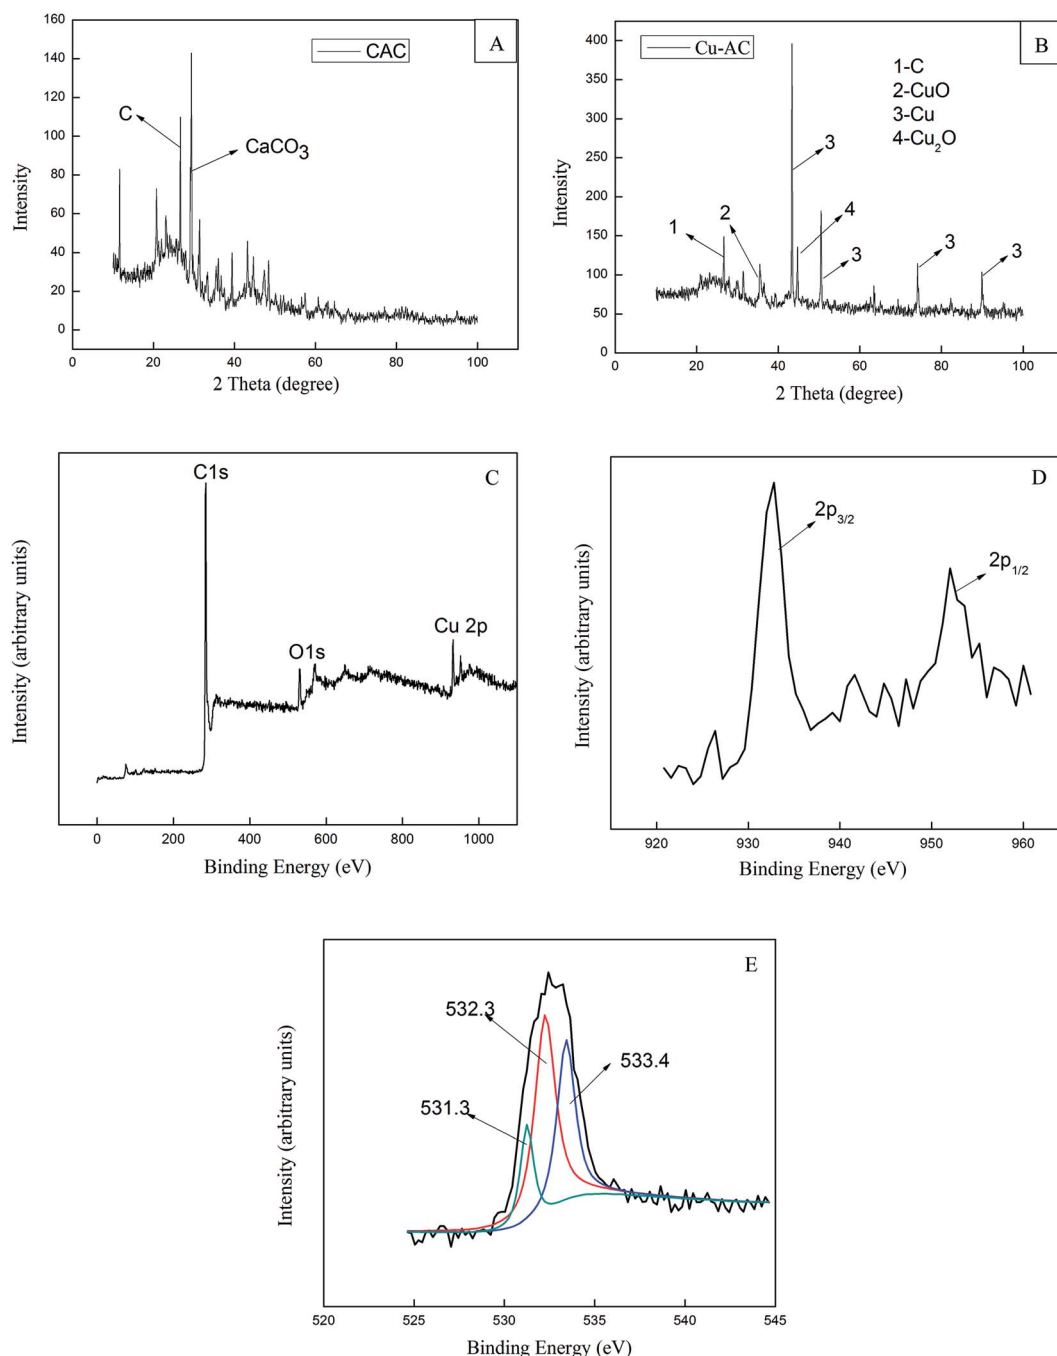 160
140
120
100
80
60
40
20
0
Intensity
CAC
A
C
CaCO3
0 20 40 60 80 100
2 Theta (degree)
400
350
300
250
200
150
100
50
0
Intensity
Cu-AC
B
1-C
2-CuO
3-Cu
4-Cu2O
3
4
1
2
3
3
3
0 20 40 60 80 100
2 Theta (degree)
C1s
C
O1s
Cu 2p
Intensity (arbitrary units)
0 200 400 600 800 1000
Binding Energy (eV)
D
2p3/2
2p1/2
Intensity (arbitrary units)
920 930 940 950 960
Binding Energy (eV)
E
532.3
533.4
531.3
Intensity (arbitrary units)
520 525 530 535 540 545
Binding Energy (eV)